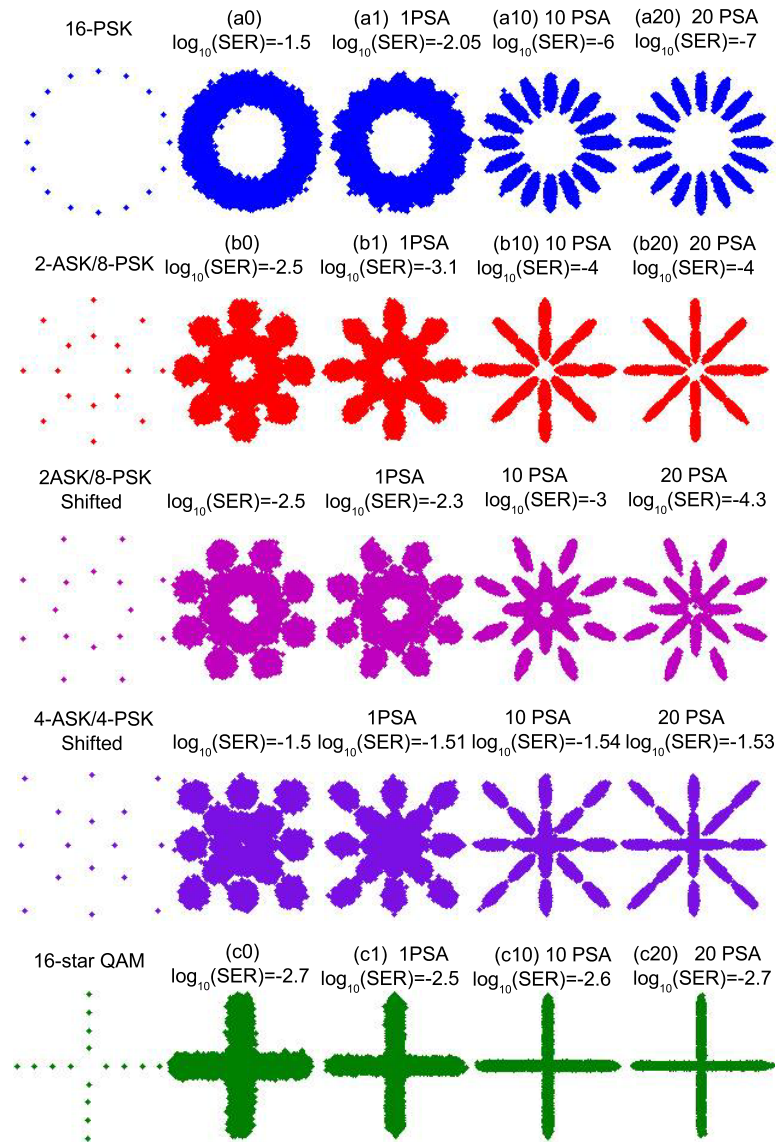 16-PSK
(a0)
log10(SER)=-1.5
(a1) 1PSA
log10(SER)=-2.05
(a10) 10 PSA
log10(SER)=-6
(a20) 20 PSA
log10(SER)=-7
2-ASK/8-PSK
(b0)
log10(SER)=-2.5
(b1) 1PSA
log10(SER)=-3.1
(b10) 10 PSA
log10(SER)=-4
(b20) 20 PSA
log10(SER)=-4
2ASK/8-PSK
Shifted
log10(SER)=-2.5
1PSA
log10(SER)=-2.3
10 PSA
log10(SER)=-3
20 PSA
log10(SER)=-4.3
4-ASK/4-PSK
Shifted
log10(SER)=-1.5
1PSA
log10(SER)=-1.51
10 PSA
log10(SER)=-1.54
20 PSA
log10(SER)=-1.53
16-star QAM
(c0)
log10(SER)=-2.7
(c1) 1PSA
log10(SER)=-2.5
(c10) 10 PSA
log10(SER)=-2.6
(c20) 20 PSA
log10(SER)=-2.7